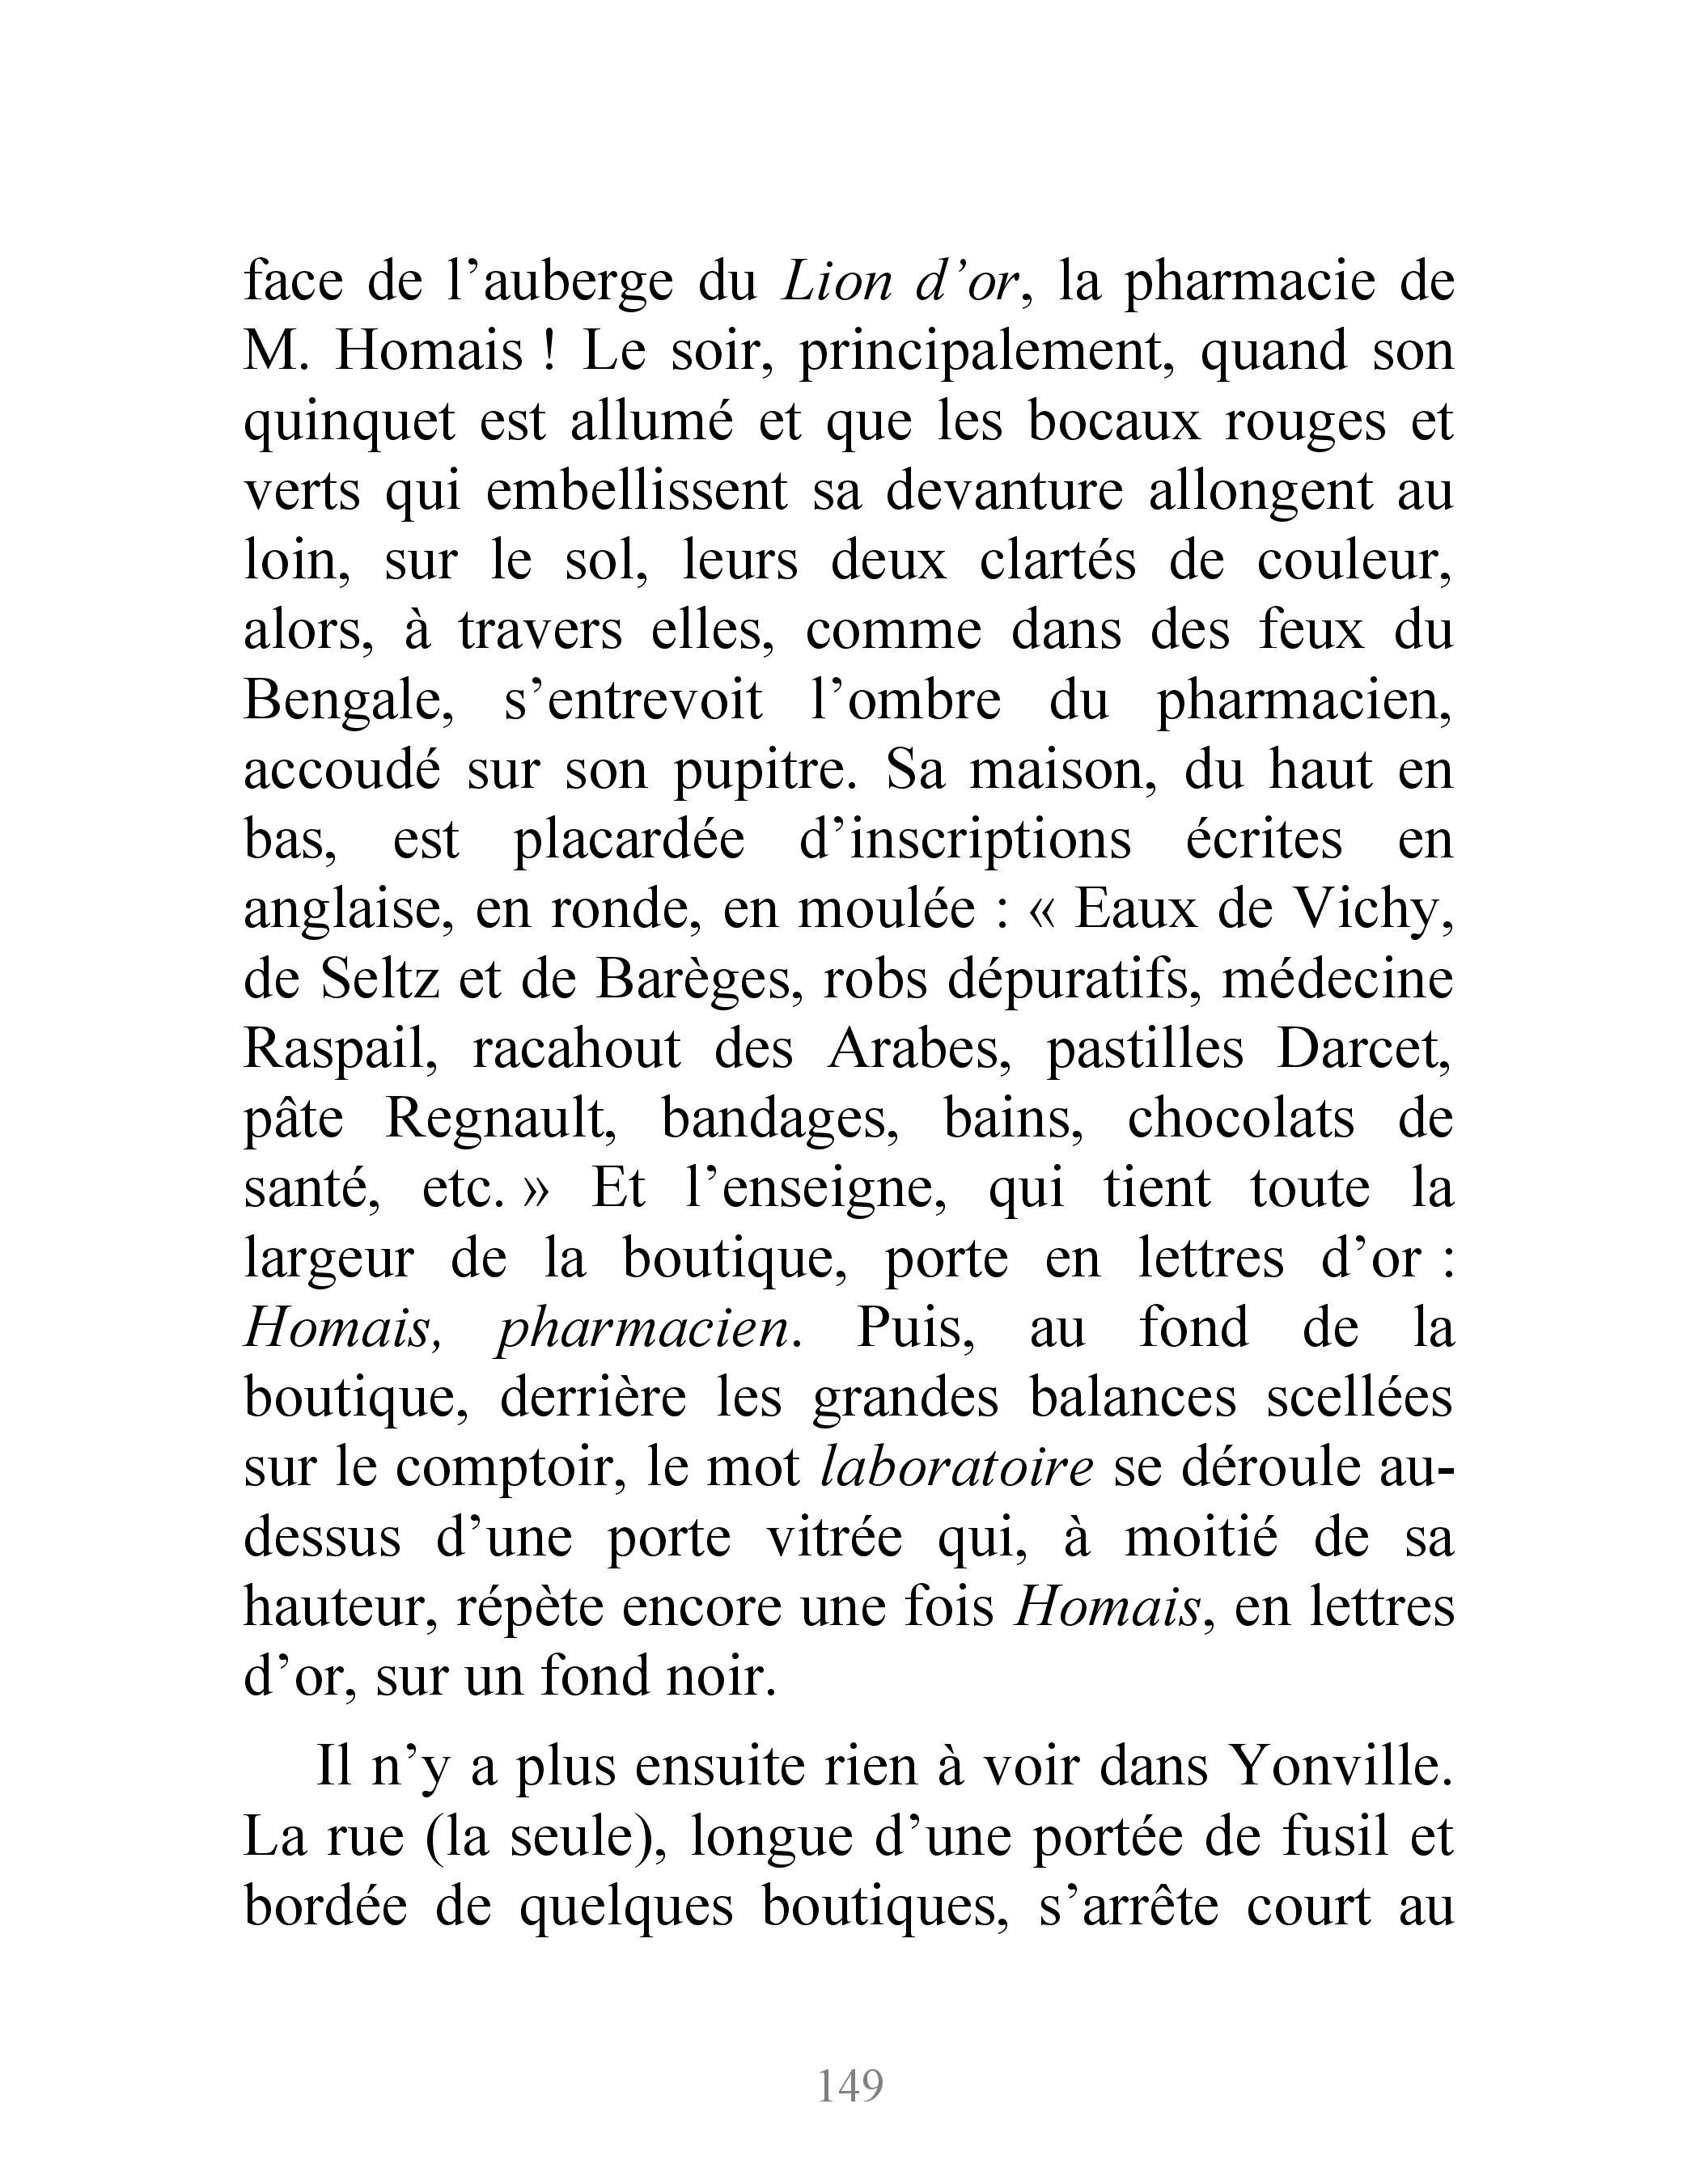 face de l’auberge du Lion d’or, la pharmacie de
M. Homais ! Le soir, principalement, quand son
quinquet est allumé et que les bocaux rouges et
verts qui embellissent sa devanture allongent au
loin, sur le sol, leurs deux clartés de couleur,
alors, à travers elles, comme dans des feux du
Bengale, s’entrevoit l’ombre du pharmacien,
accoudé sur son pupitre. Sa maison, du haut en
bas, est placardée d’inscriptions écrites en
anglaise, en ronde, en moulée : « Eaux de Vichy,
de Seltz et de Barèges, robs dépuratifs, médecine
Raspail, racahout des Arabes, pastilles Darcet,
pâte Regnault, bandages, bains, chocolats de
santé, etc. » Et l’enseigne, qui tient toute la
largeur de la boutique, porte en lettres d’or :
Homais, pharmacien. Puis, au fond de la
boutique, derrière les grandes balances scellées
sur le comptoir, le mot laboratoire se déroule au-
dessus d’une porte vitrée qui, à moitié de sa
hauteur, répète encore une fois Homais, en lettres
d’or, sur un fond noir.
Il n’y a plus ensuite rien à voir dans Yonville.
La rue (la seule), longue d’une portée de fusil et
bordée de quelques boutiques, s’arrête court au
149